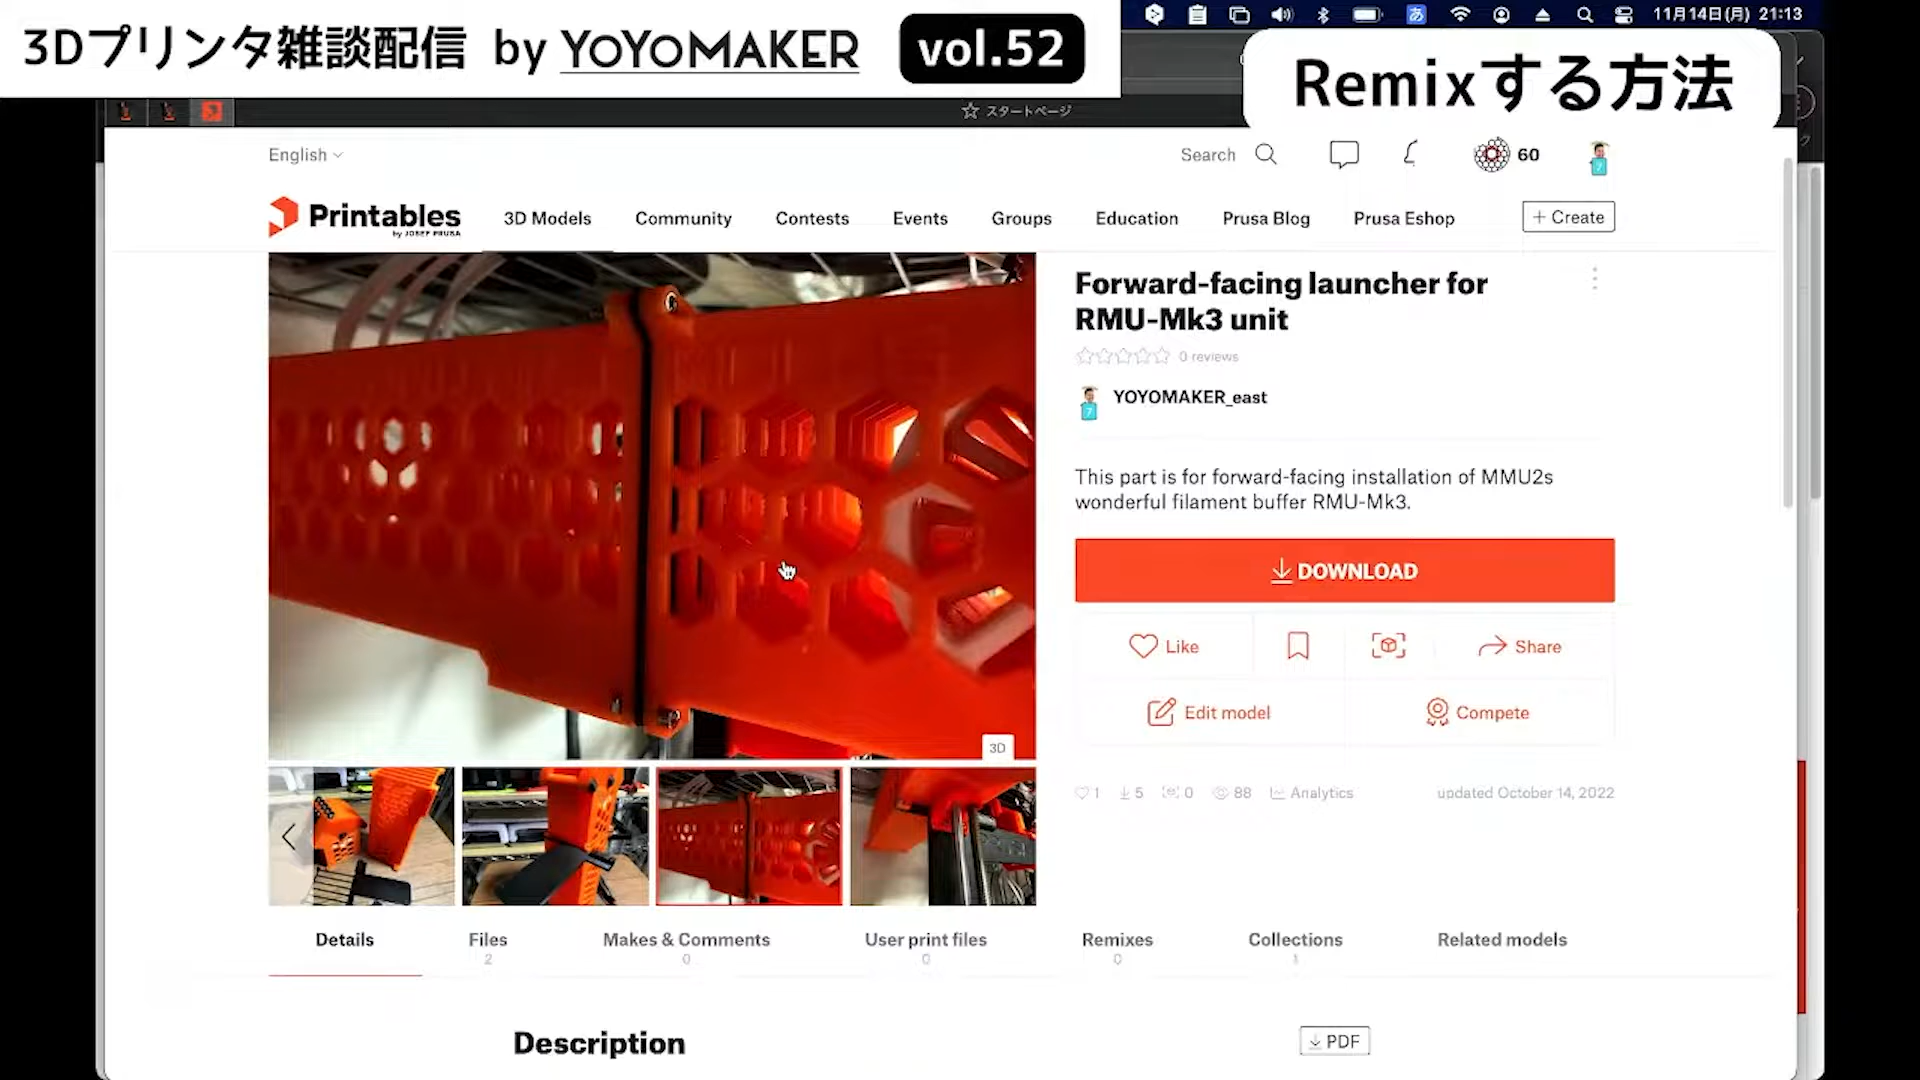 3Dプリンタ雑談配信 by YOYOMAKER vol.52
あ 11月14日(月) 21:13
Remixする方法
スタートページ
English
Search
60
Printables
by JOSEF PRUSA
3D Models
Community
Contests
Events
Groups
Education
Prusa Blog
Prusa Eshop
+ Create
3D
Forward-facing launcher for
RMU-Mk3 unit
0 reviews
7
YOYOMAKER_east
This part is for forward-facing installation of MMU2s
wonderful filament buffer RMU-Mk3.
DOWNLOAD
Like
Share
Edit model
Compete
1 5 0 88 Analytics updated October 14, 2022
Details
Files
2
Makes & Comments
0
User print files
0
Remixes
0
Collections
1
Related models
Description
PDF